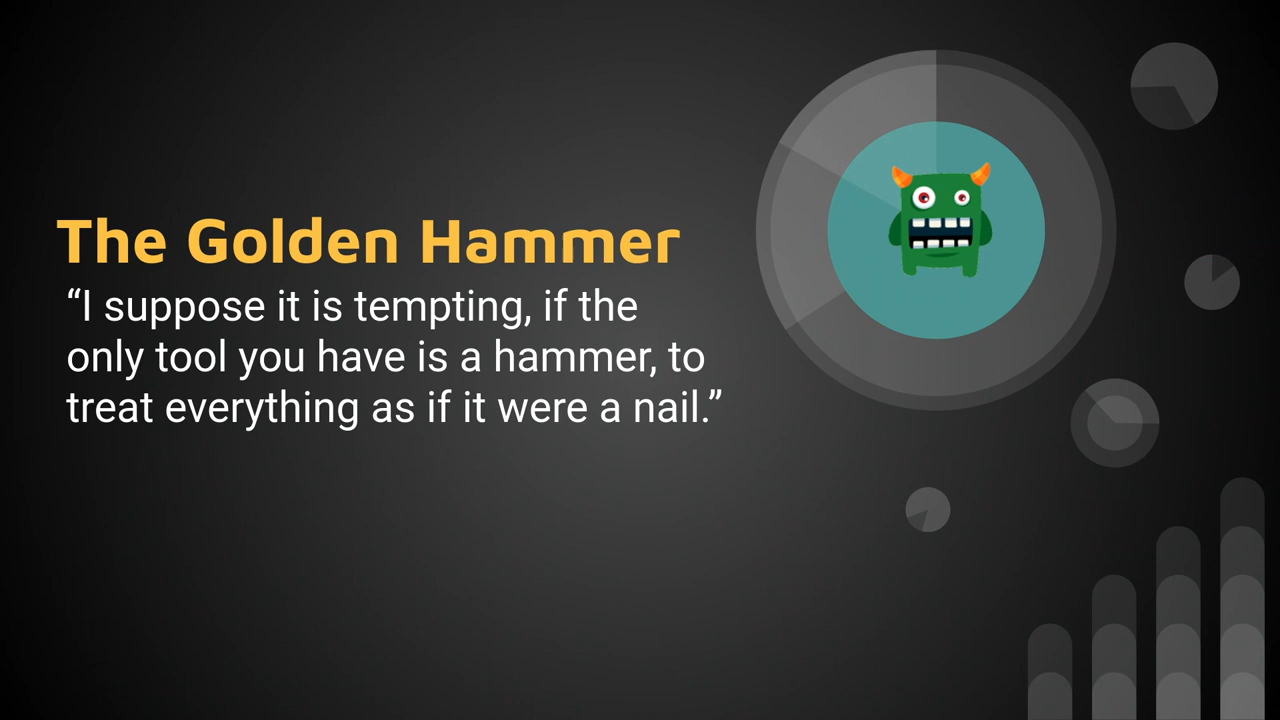 The Golden Hammer
“I suppose it is tempting, if the
only tool you have is a hammer, to
treat everything as if it were a nail.”